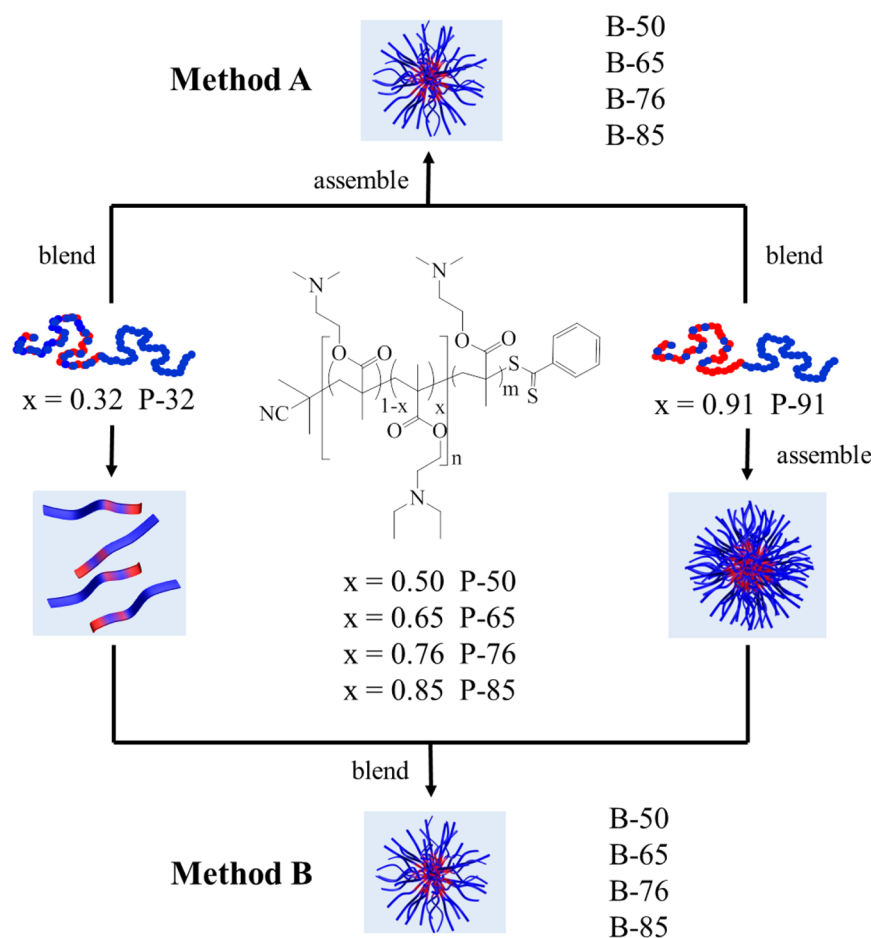 B-50
Method A
B-65
B-76
B-85
assemble
blend
blend
N
N
O
O
O
O
S
1-x
x
m
S
NC
O
O
n
N
x = 0.32 P-32
x = 0.91 P-91
assemble
x = 0.50 P-50
x = 0.65 P-65
x = 0.76 P-76
x = 0.85 P-85
blend
B-50
B-65
Method B
B-76
B-85